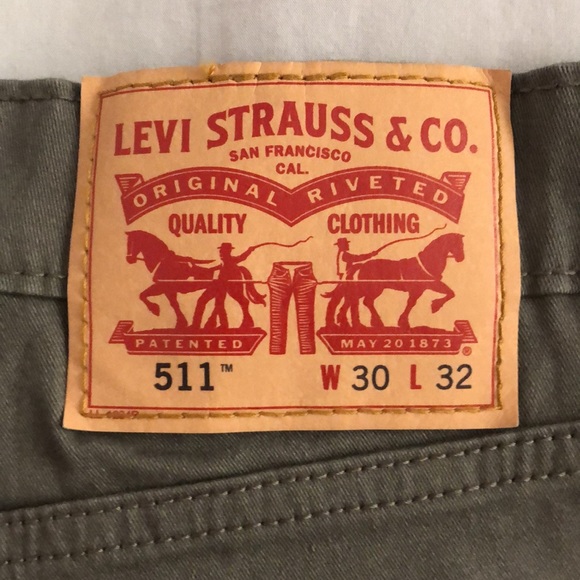 LEVI STRAUSS & CO.
SAN FRANCISCO
CAL.
ORIGINAL RIVETED
QUALITY CLOTHING
PATENTED MAY 20 1873 ®
511™ W 30 L 32